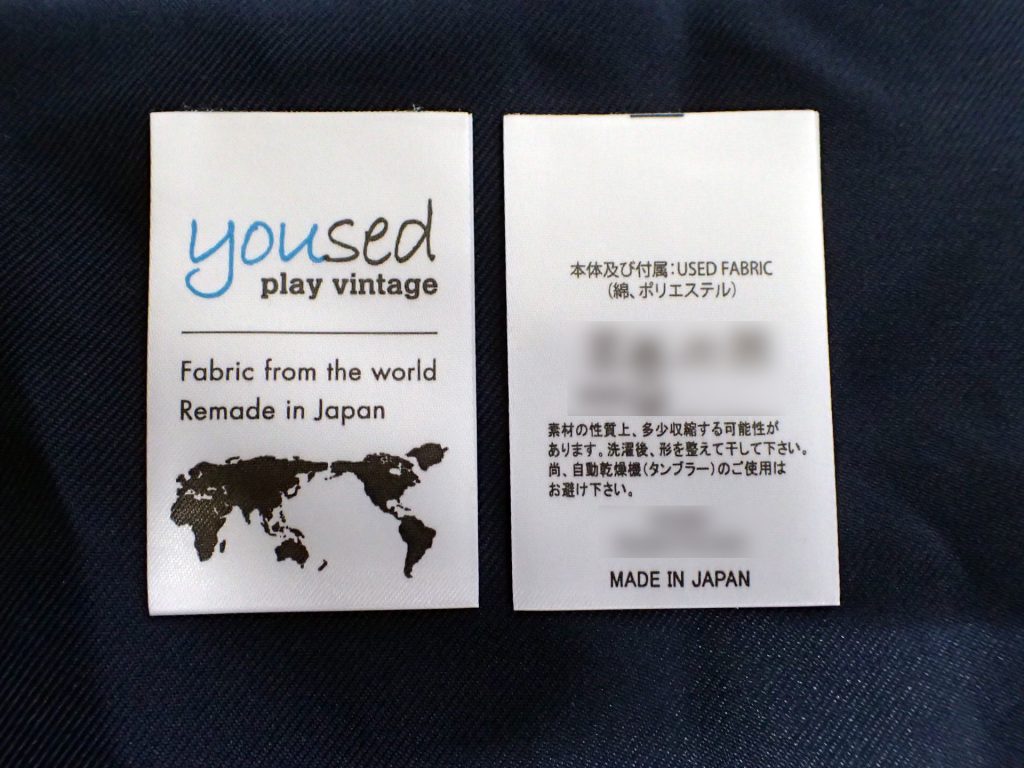 yoused
play vintage
Fabric from the world
Remade in Japan
本体及び付属:USED FABRIC
(綿、ポリエステル)
素材の性質上、多少収縮する可能性が
あります。洗濯後、形を整えて干して下さい。
尚、自動乾燥機(タンブラー)のご使用は
お避け下さい。
MADE IN JAPAN